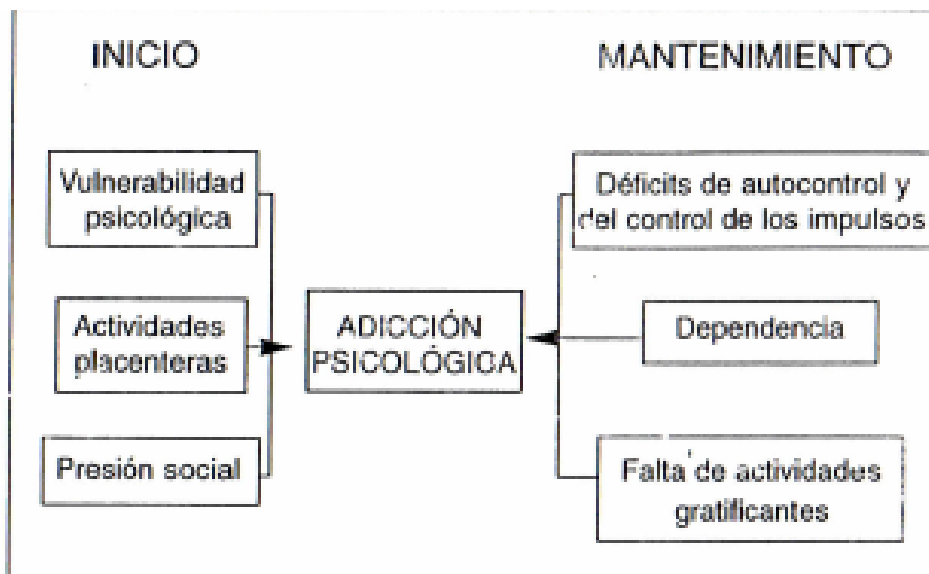 INICIO
MANTENIMIENTO
Vulnerabilidad
psicológica
Actividades
placenteras
Presión social
ADICCIÓN
PSICOLÓGICA
Déficits de autocontrol y
del control de los impulsos
Dependencia
Falta de actividades
gratificantes